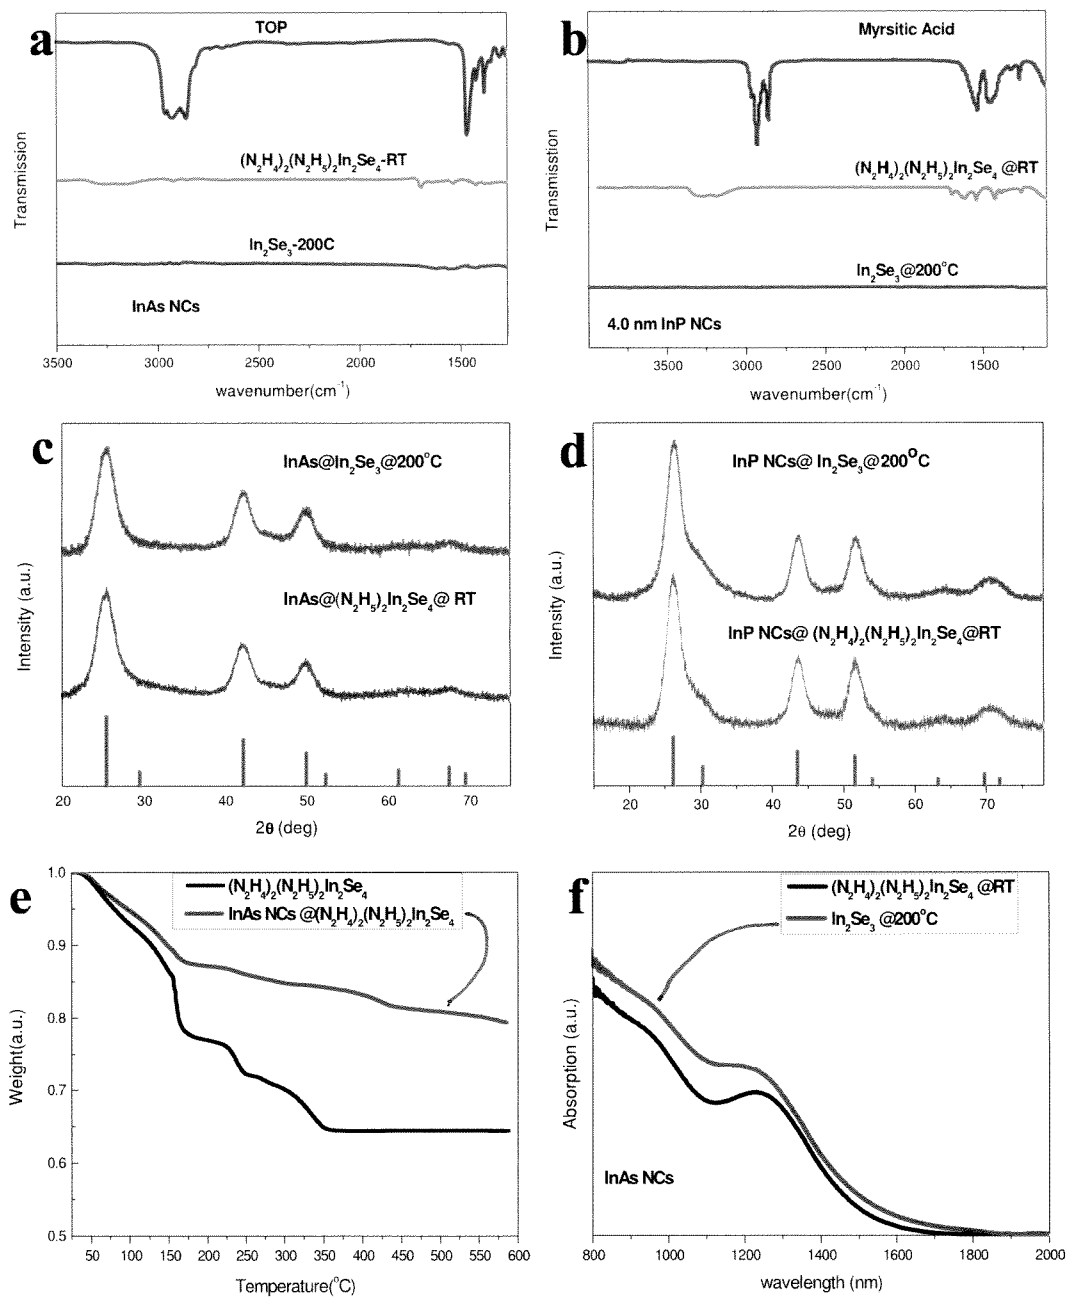 a
TOP
(N2H4)2(N2H5)2In2Se4-RT
In2Se3-200C
InAs NCs
Transmission
3500 3000 2500 2000 1500
wavenumber(cm-1)
b
Myrsitic Acid
(N2H4)2(N2H5)2In2Se4 @RT
In2Se3@200°C
4.0 nm InP NCs
Transmisstion
3000 2500 2000 1500
wavenumber(cm-1)
c
InAs@In2Se3@200°C
InAs@(N2H5)2In2Se4@ RT
Intensity (a.u.)
20 30 40 50 60 70
2θ (deg)
d
InP NCs@ In2Se3@200°C
InP NCs@ (N2H4)2(N2H5)2In2Se4@RT
Intensity (a.u.)
20 30 40 50 60 70
2θ (deg)
e
(N2H4)2(N2H5)2In2Se4
InAs NCs @(N2H4)2(N2H5)2In2Se4
Weight(a.u.)
1.0
0.9
0.8
0.7
0.6
0.5
50 100 150 200 250 300 350 400 450 500 550 600
Temperature(°C)
f
(N2H4)2(N2H5)2In2Se4 @RT
In2Se3 @200°C
InAs NCs
Absorption (a.u.)
800 1000 1200 1400 1600 1800 2000
wavelength (nm)